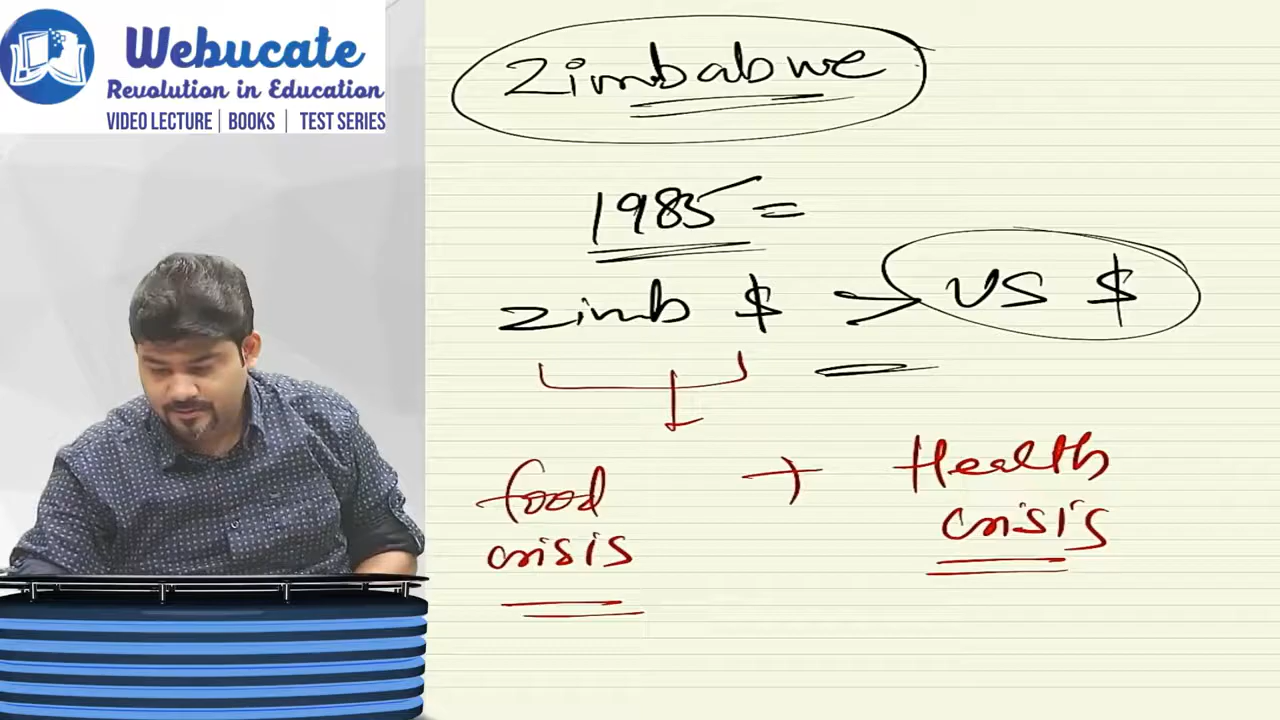 Webucate
Revolution in Education
VIDEO LECTURE | BOOKS | TEST SERIES
Zimbabwe
1985 =
Zimb $ → US $
food + Health
crisis crisis